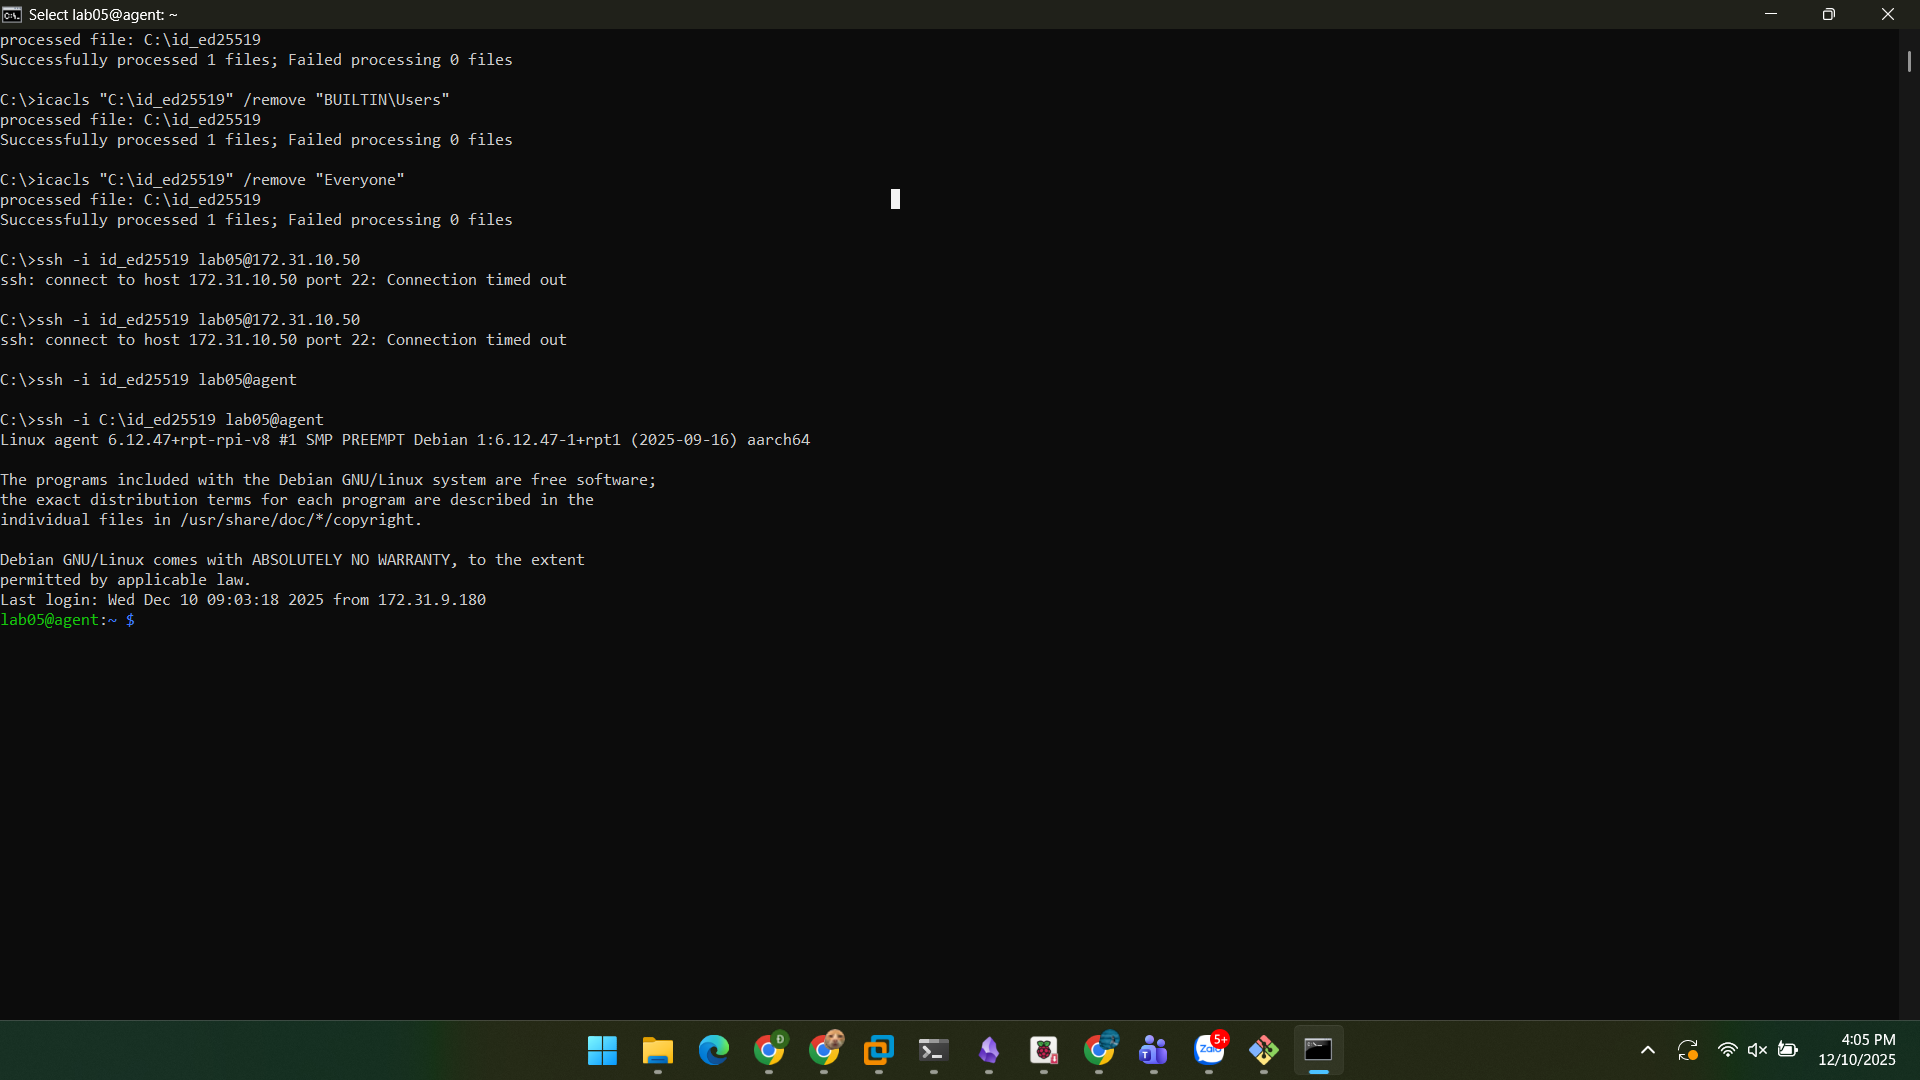 Select lab05@agent: ~
processed file: C:\id_ed25519
Successfully processed 1 files; Failed processing 0 files
C:\>icacls "C:\id_ed25519" /remove "BUILTIN\Users"
processed file: C:\id_ed25519
Successfully processed 1 files; Failed processing 0 files
C:\>icacls "C:\id_ed25519" /remove "Everyone"
processed file: C:\id_ed25519
Successfully processed 1 files; Failed processing 0 files
C:\>ssh -i id_ed25519 lab05@172.31.10.50
ssh: connect to host 172.31.10.50 port 22: Connection timed out
C:\>ssh -i id_ed25519 lab05@172.31.10.50
ssh: connect to host 172.31.10.50 port 22: Connection timed out
C:\>ssh -i id_ed25519 lab05@agent
C:\>ssh -i C:\id_ed25519 lab05@agent
Linux agent 6.12.47+rpt-rpi-v8 #1 SMP PREEMPT Debian 1:6.12.47-1+rpt1 (2025-09-16) aarch64
The programs included with the Debian GNU/Linux system are free software;
the exact distribution terms for each program are described in the
individual files in /usr/share/doc/*/copyright.
Debian GNU/Linux comes with ABSOLUTELY NO WARRANTY, to the extent
permitted by applicable law.
Last login: Wed Dec 10 09:03:18 2025 from 172.31.9.180
lab05@agent:~ $
Đ
Zalo
5+
4:05 PM
12/10/2025